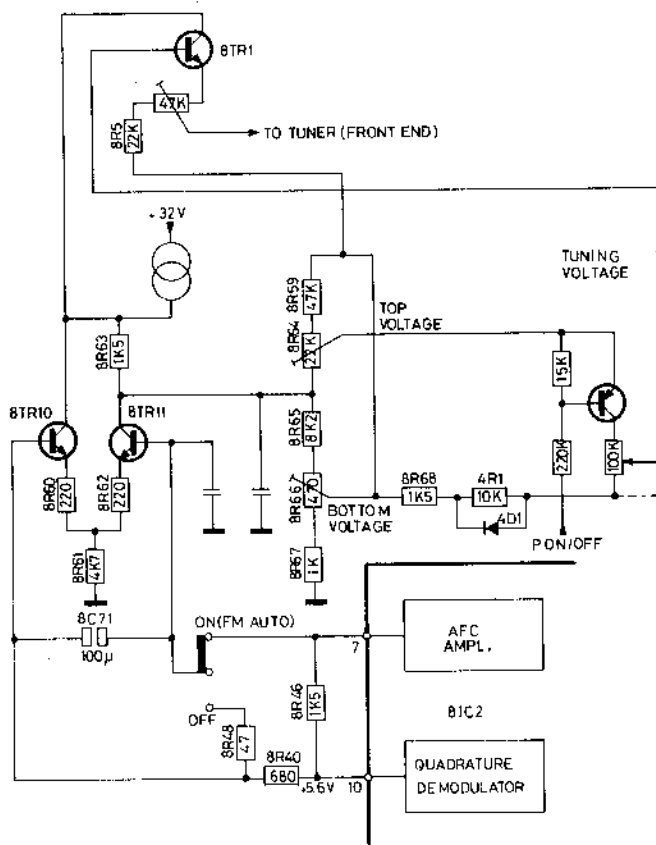 8TR1
47K
8R5
22K
TO TUNER (FRONT END)
+32V
TUNING
VOLTAGE
8R59
47K
TOP
VOLTAGE
8R64
22K
8R63
1K5
15K
8TR10
8TR11
8R65
8K2
220K
100K
8R60
220
8R62
220
8R66
470
BOTTOM
VOLTAGE
8R68
1K5
4R1
10K
4D1
P ON/OFF
8R61
4K7
8R67
1K
8C71
100µ
ON(FM AUTO)
7
AFC
AMPL.
OFF
8R46
1K5
8IC2
8R48
47
8R40
680
+5.6V
10
QUADRATURE
DEMODULATOR